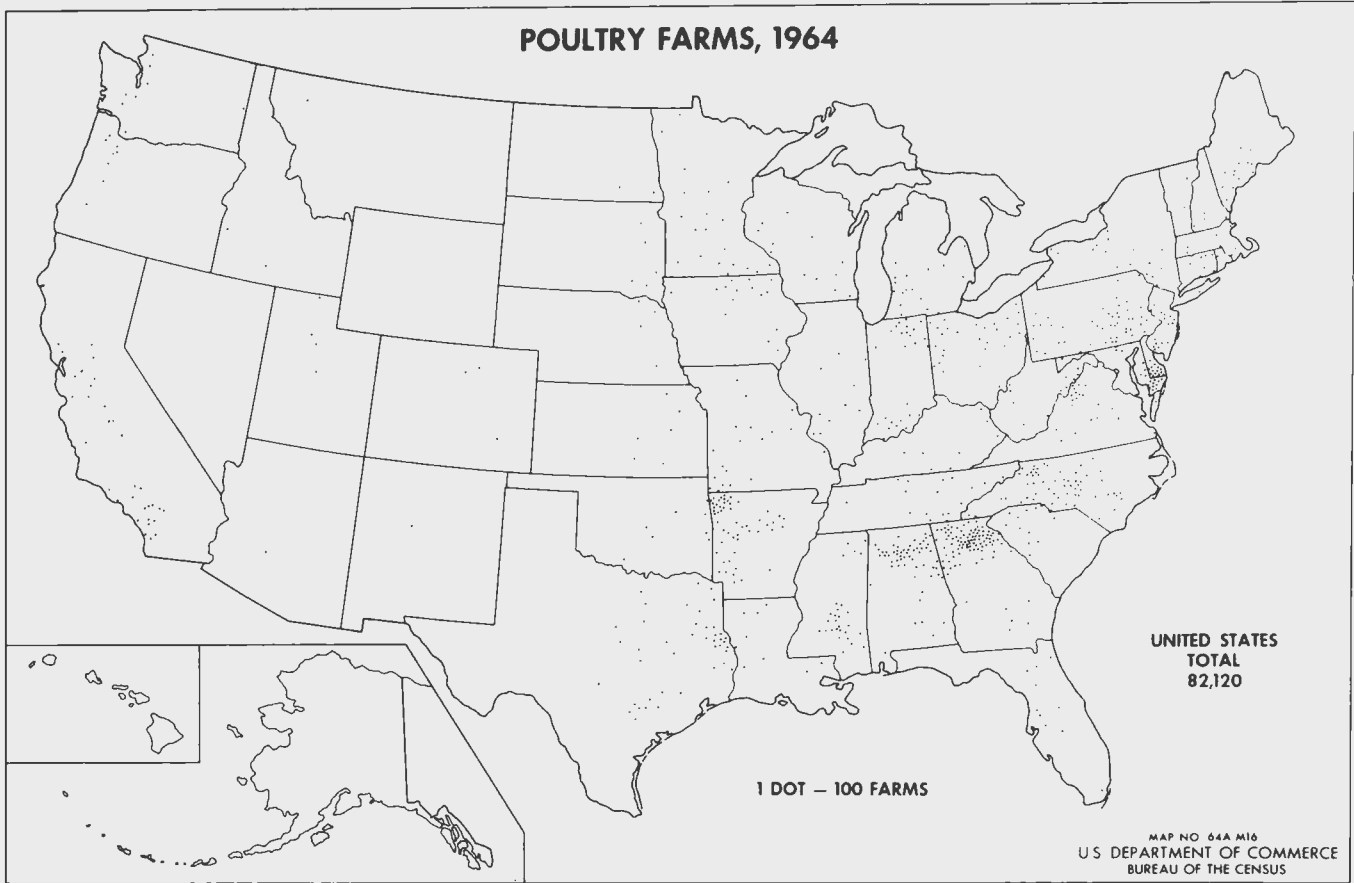 POULTRY FARMS, 1964
UNITED STATES
TOTAL
82,120
1 DOT – 100 FARMS
MAP NO 64A M16
U S DEPARTMENT OF COMMERCE
BUREAU OF THE CENSUS